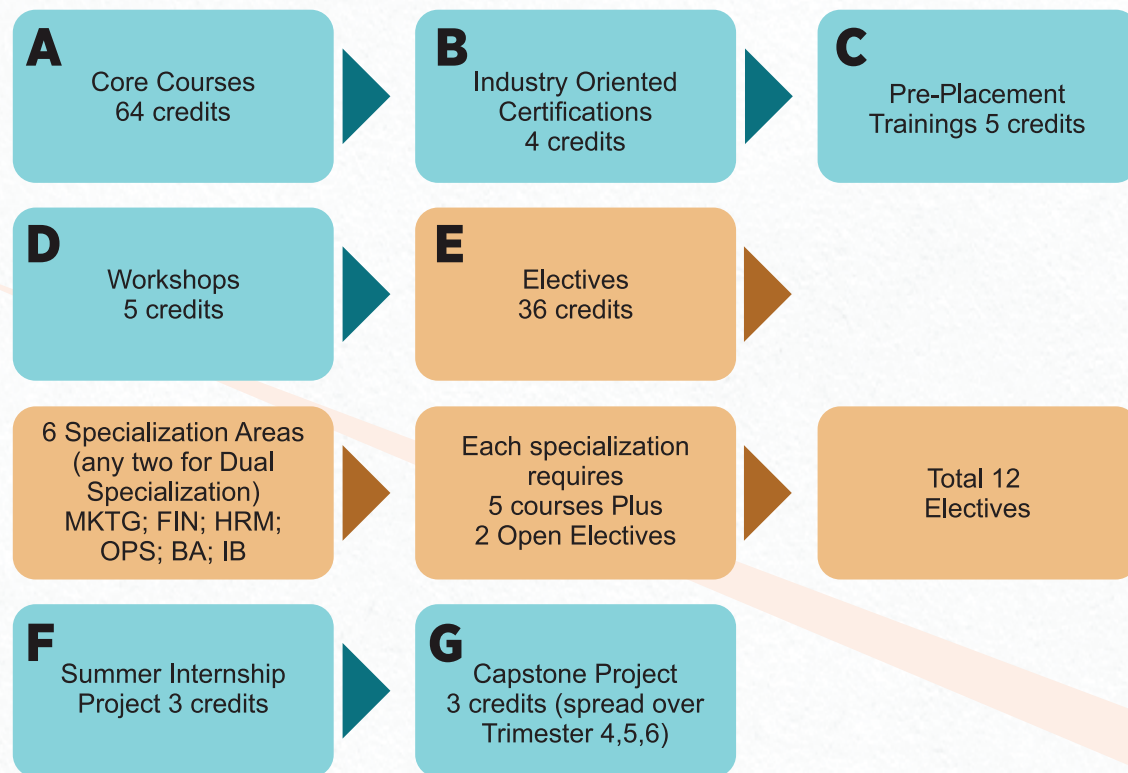 A
Core Courses
64 credits
B
Industry Oriented
Certifications
4 credits
C
Pre-Placement
Trainings 5 credits
D
Workshops
5 credits
E
Electives
36 credits
6 Specialization Areas
(any two for Dual
Specialization)
MKTG; FIN; HRM;
OPS; BA; IB
Each specialization
requires
5 courses Plus
2 Open Electives
Total 12
Electives
F
Summer Internship
Project 3 credits
G
Capstone Project
3 credits (spread over
Trimester 4,5,6)